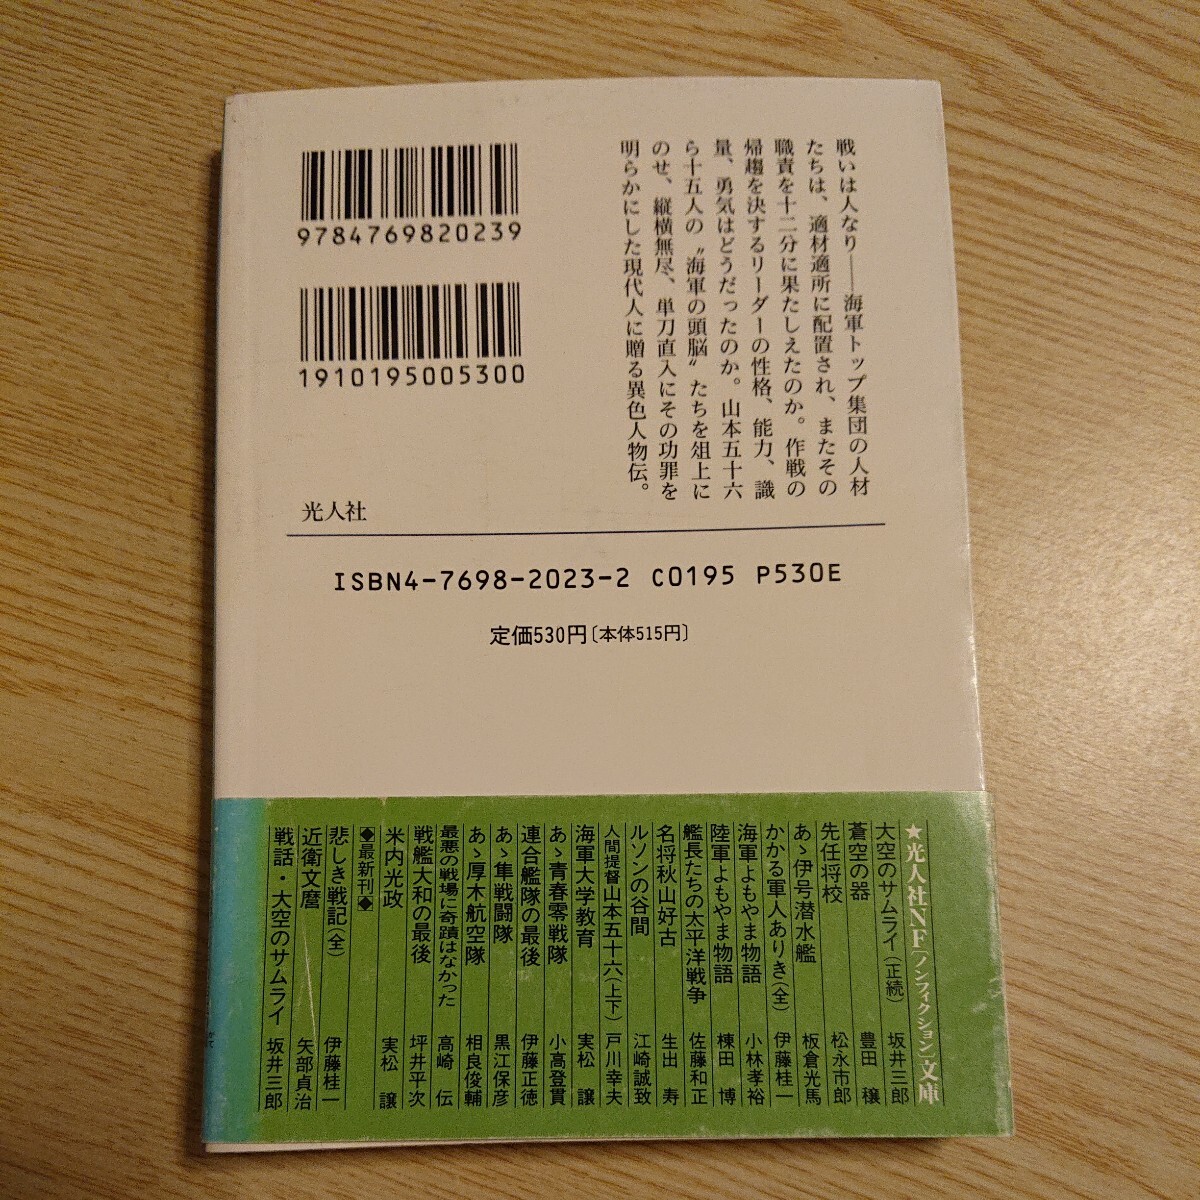 戦いは人なり――海軍トップ集団の人材
たちは、適材適所に配置され、またその
職責を十二分に果たしえたのか。作戦の
帰趨を決するリーダーの性格、能力、識
量、勇気はどうだったのか。山本五十六
ら十五人の〝海軍の頭脳〟たちを俎上に
のせ、縦横無尽、単刀直入にその功罪を
明らかにした現代人に贈る異色人物伝。
9784769820239
1910195005300
光人社
ISBN4-7698-2023-2 C0195 P530E
定価530円〔本体515円〕
★光人社NF〔ノンフィクション〕文庫
大空のサムライ(正続) 坂井三郎
蒼空の器 豊田 穣
先任将校 松永市郎
あゝ伊号潜水艦 板倉光馬
かかる軍人ありき(全) 伊藤桂一
海軍よもやま物語 小林孝裕
陸軍よもやま物語 棟田 博
艦長たちの太平洋戦争 佐藤和正
名将秋山好古 生出 寿
ルソンの谷間 江崎誠致
人間提督山本五十六(上下) 戸川幸夫
海軍大学教育 実松 譲
あゝ青春零戦隊 小高登貫
連合艦隊の最後 伊藤正徳
あゝ隼戦闘隊 黒江保彦
あゝ厚木航空隊 相良俊輔
最悪の戦場に奇蹟はなかった 高崎 伝
戦艦大和の最後 坪井平次
米内光政 実松 譲
◆最新刊◆
悲しき戦記(全) 伊藤桂一
近衛文麿 矢部貞治
戦話・大空のサムライ 坂井三郎